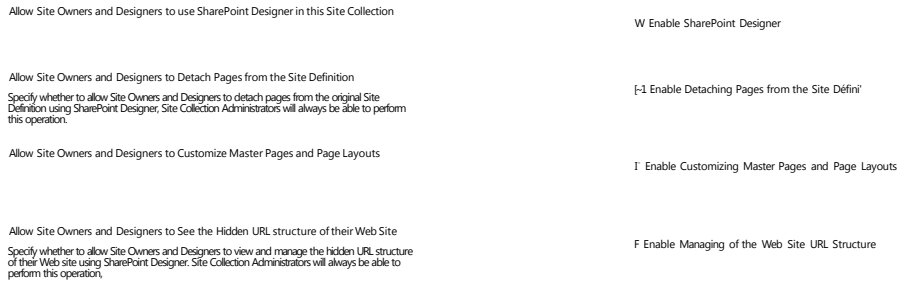 Allow Site Owners and Designers to use SharePoint Designer in this Site Collection
W Enable SharePoint Designer
Allow Site Owners and Designers to Detach Pages from the Site Definition
Specify whether to allow Site Owners and Designers to detach pages from the original Site
Definition using SharePoint Designer, Site Collection Administrators will always be able to perform
this operation.
[~1 Enable Detaching Pages from the Site Défini'
Allow Site Owners and Designers to Customize Master Pages and Page Layouts
I¨ Enable Customizing Master Pages and Page Layouts
Allow Site Owners and Designers to See the Hidden URL structure of their Web Site
Specify whether to allow Site Owners and Designers to view and manage the hidden URL structure
of their Web site using SharePoint Designer. Site Collection Administrators will always be able to
perform this operation,
F Enable Managing of the Web Site URL Structure